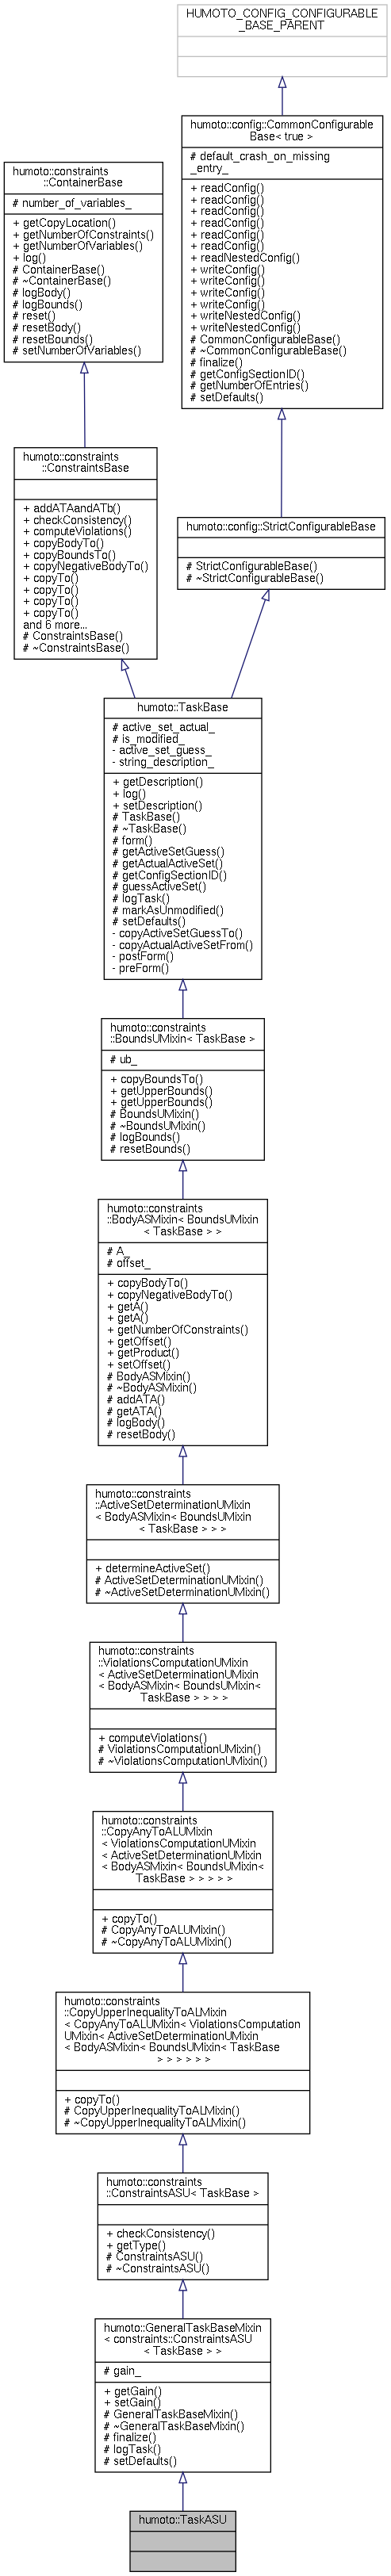 HUMOTO_CONFIG_CONFIGURABLE
_BASE_PARENT
humoto::config::CommonConfigurable
Base< true >
# default_crash_on_missing
_entry_
+ readConfig()
+ readConfig()
+ readConfig()
+ readConfig()
+ readConfig()
+ readConfig()
+ readNestedConfig()
+ writeConfig()
+ writeConfig()
+ writeConfig()
+ writeConfig()
+ writeNestedConfig()
+ writeNestedConfig()
# CommonConfigurableBase()
# ~CommonConfigurableBase()
# finalize()
# getConfigSectionID()
# getNumberOfEntries()
# setDefaults()
humoto::constraints
::ContainerBase
# number_of_variables_
+ getCopyLocation()
+ getNumberOfConstraints()
+ getNumberOfVariables()
+ log()
# ContainerBase()
# ~ContainerBase()
# logBody()
# logBounds()
# reset()
# resetBody()
# resetBounds()
# setNumberOfVariables()
humoto::constraints
::ConstraintsBase
+ addATAandATb()
+ checkConsistency()
+ computeViolations()
+ copyBodyTo()
+ copyBoundsTo()
+ copyNegativeBodyTo()
+ copyTo()
+ copyTo()
+ copyTo()
+ copyTo()
and 6 more...
# ConstraintsBase()
# ~ConstraintsBase()
humoto::config::StrictConfigurableBase
# StrictConfigurableBase()
# ~StrictConfigurableBase()
humoto::TaskBase
# active_set_actual_
# is_modified_
- active_set_guess_
- string_description_
+ getDescription()
+ log()
+ setDescription()
# TaskBase()
# ~TaskBase()
# form()
# getActiveSetGuess()
# getActualActiveSet()
# getConfigSectionID()
# guessActiveSet()
# logTask()
# markAsUnmodified()
# setDefaults()
- copyActiveSetGuessTo()
- copyActualActiveSetFrom()
- postForm()
- preForm()
humoto::constraints
::BoundsUMixin< TaskBase >
# ub_
+ copyBoundsTo()
+ getUpperBounds()
+ getUpperBounds()
# BoundsUMixin()
# ~BoundsUMixin()
# logBounds()
# resetBounds()
humoto::constraints
::BodyASMixin< BoundsUMixin
< TaskBase > >
# A_
# offset_
+ copyBodyTo()
+ copyNegativeBodyTo()
+ getA()
+ getA()
+ getNumberOfConstraints()
+ getOffset()
+ getProduct()
+ setOffset()
# BodyASMixin()
# ~BodyASMixin()
# addATA()
# getATA()
# logBody()
# resetBody()
humoto::constraints
::ActiveSetDeterminationUMixin
< BodyASMixin< BoundsUMixin
< TaskBase > > >
+ determineActiveSet()
# ActiveSetDeterminationUMixin()
# ~ActiveSetDeterminationUMixin()
humoto::constraints
::ViolationsComputationUMixin
< ActiveSetDeterminationUMixin
< BodyASMixin< BoundsUMixin<
TaskBase > > > >
+ computeViolations()
# ViolationsComputationUMixin()
# ~ViolationsComputationUMixin()
humoto::constraints
::CopyAnyToALUMixin
< ViolationsComputationUMixin
< ActiveSetDeterminationUMixin
< BodyASMixin< BoundsUMixin<
TaskBase > > > > >
+ copyTo()
# CopyAnyToALUMixin()
# ~CopyAnyToALUMixin()
humoto::constraints
::CopyUpperInequalityToALMixin
< CopyAnyToALUMixin< ViolationsComputation
UMixin< ActiveSetDeterminationUMixin
< BodyASMixin< BoundsUMixin< TaskBase
> > > > > >
+ copyTo()
# CopyUpperInequalityToALMixin()
# ~CopyUpperInequalityToALMixin()
humoto::constraints
::ConstraintsASU< TaskBase >
+ checkConsistency()
+ getType()
# ConstraintsASU()
# ~ConstraintsASU()
humoto::GeneralTaskBaseMixin
< constraints::ConstraintsASU
< TaskBase > >
# gain_
+ getGain()
+ setGain()
# GeneralTaskBaseMixin()
# ~GeneralTaskBaseMixin()
# finalize()
# logTask()
# setDefaults()
humoto::TaskASU